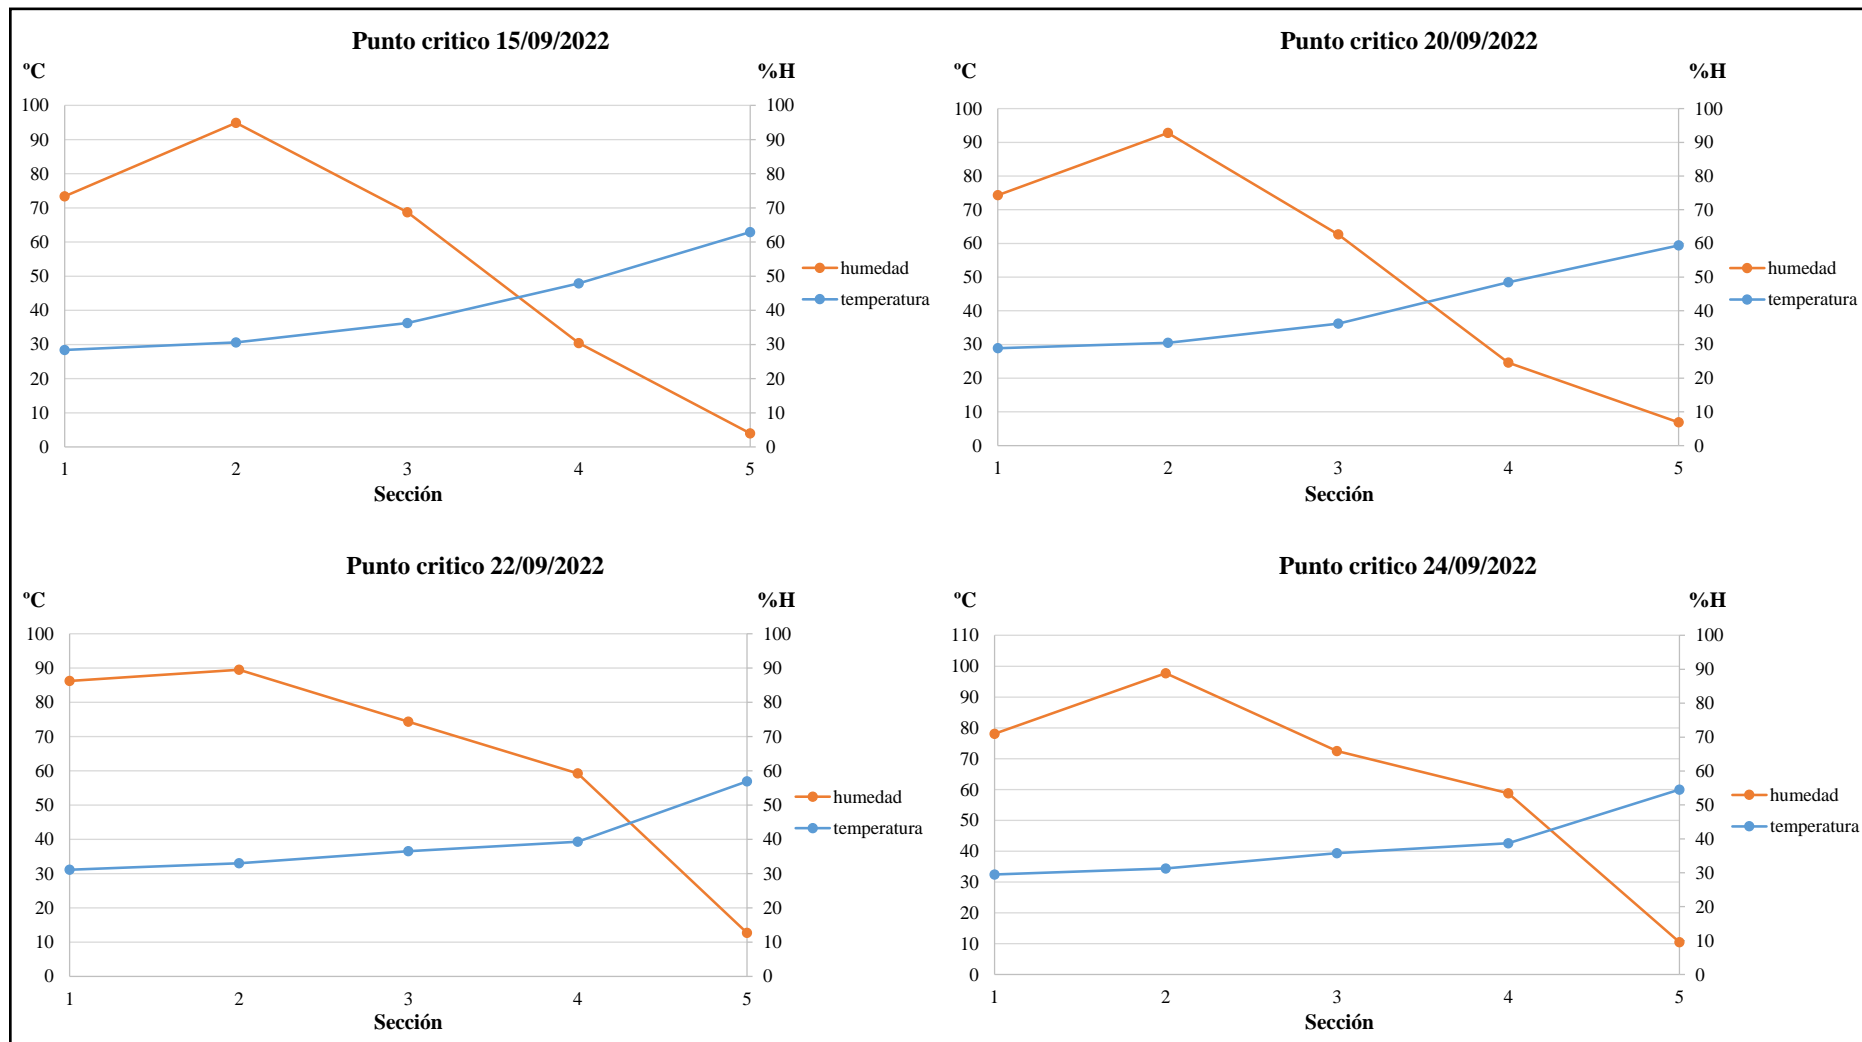 Punto critico 15/09/2022
ºC %H
100 100
90 90
80 80
70 70
60 60
50 50
40 40
30 30
20 20
10 10
0 0
1 2 3 4 5
Sección
humedad
temperatura
Punto critico 20/09/2022
ºC %H
100 100
90 90
80 80
70 70
60 60
50 50
40 40
30 30
20 20
10 10
0 0
1 2 3 4 5
Sección
humedad
temperatura
Punto critico 22/09/2022
ºC %H
100 100
90 90
80 80
70 70
60 60
50 50
40 40
30 30
20 20
10 10
0 0
1 2 3 4 5
Sección
humedad
temperatura
Punto critico 24/09/2022
ºC %H
110 100
100 90
90 80
80 70
70 60
60 50
50 40
40 30
30 20
20 10
10 0
0
1 2 3 4 5
Sección
humedad
temperatura